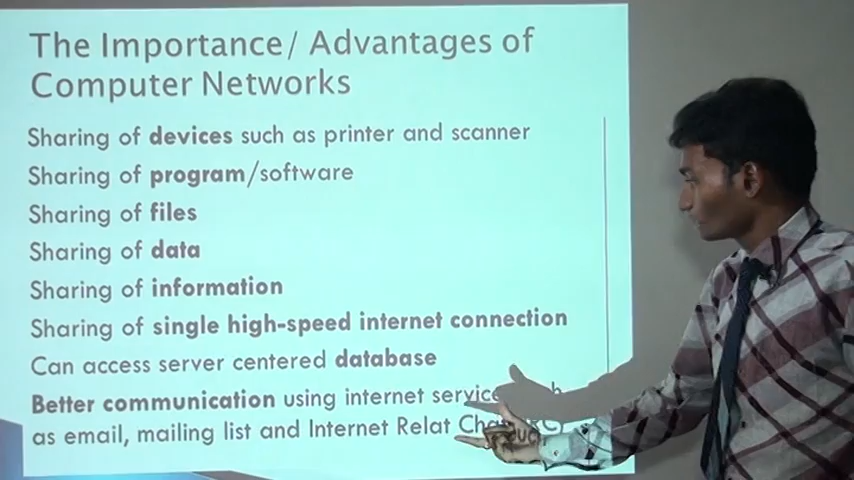 The Importance/ Advantages of
Computer Networks
Sharing of devices such as printer and scanner
Sharing of program/software
Sharing of files
Sharing of data
Sharing of information
Sharing of single high-speed internet connection
Can access server centered database
Better communication using internet service
as email, mailing list and Internet Relat